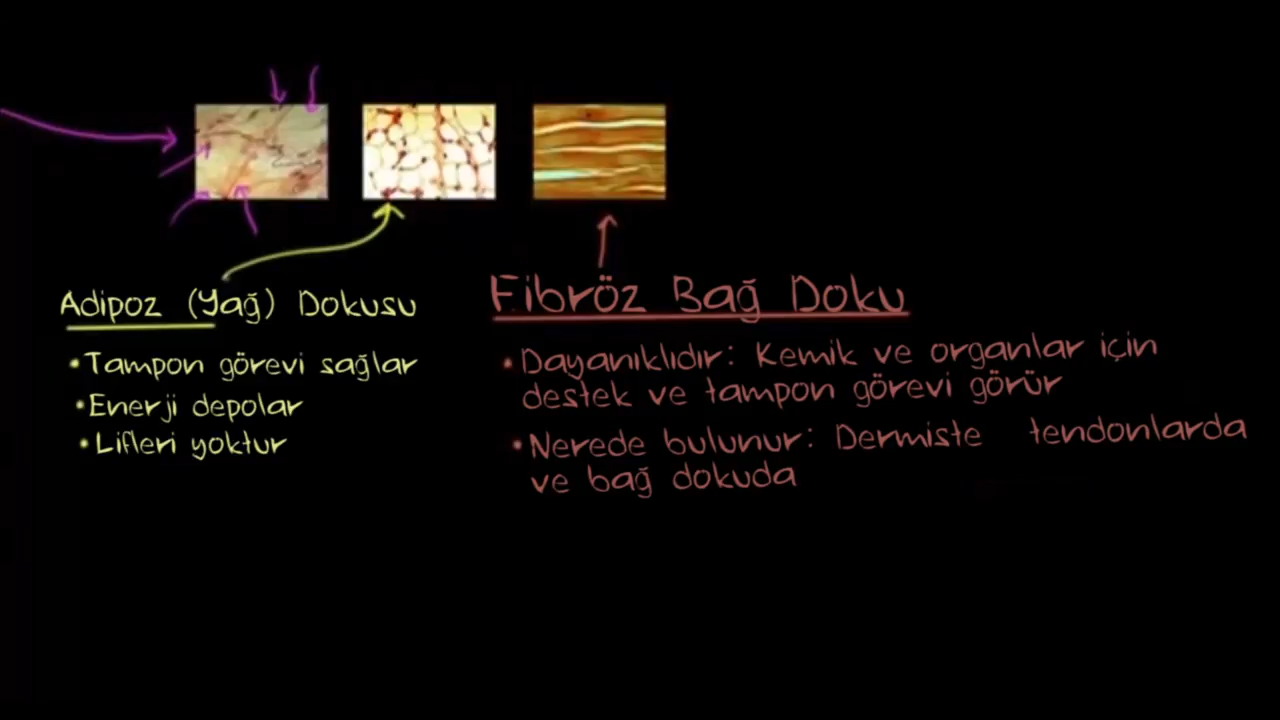 Adipoz (Yağ) Dokusu
•Tampon görevi sağlar
•Enerji depolar
•Lifleri yoktur
Fibröz Bağ Doku
•Dayanıklıdır: Kemik ve organlar için
destek ve tampon görevi görür
•Nerede bulunur: Dermiste tendonlarda
ve bağ dokuda